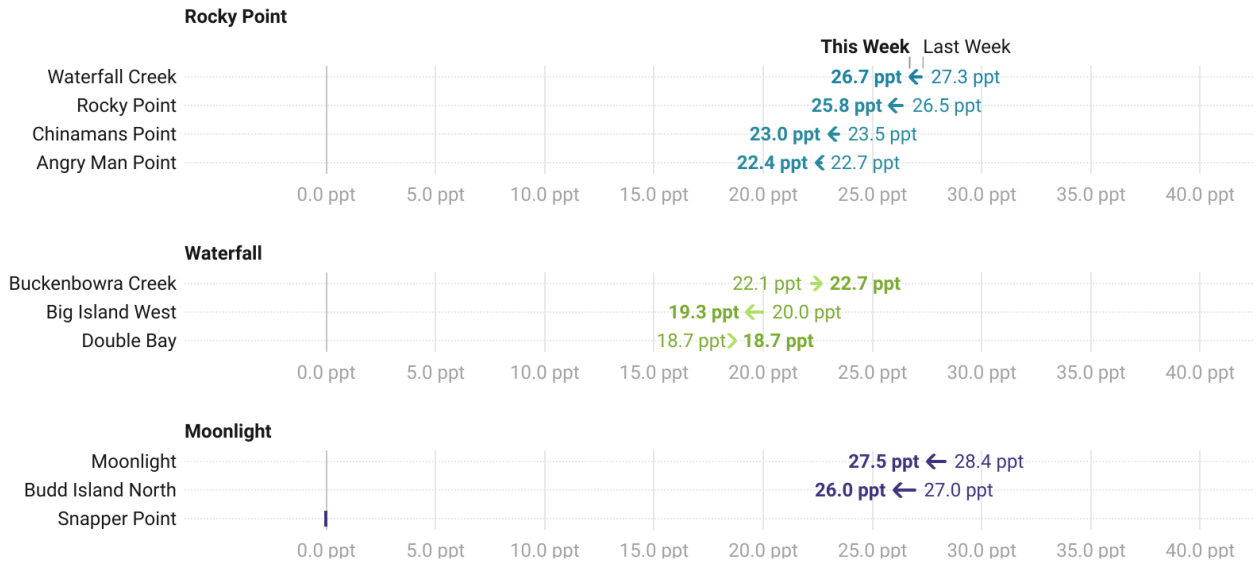 Rocky Point
This Week Last Week
Waterfall Creek 26.7 ppt 27.3 ppt
Rocky Point 25.8 ppt 26.5 ppt
Chinamans Point 23.0 ppt 23.5 ppt
Angry Man Point 22.4 ppt 22.7 ppt
0.0 ppt 5.0 ppt 10.0 ppt 15.0 ppt 20.0 ppt 25.0 ppt 30.0 ppt 35.0 ppt 40.0 ppt
Waterfall
Buckenbowra Creek 22.1 ppt 22.7 ppt
Big Island West 19.3 ppt 20.0 ppt
Double Bay 18.7 ppt 18.7 ppt
0.0 ppt 5.0 ppt 10.0 ppt 15.0 ppt 20.0 ppt 25.0 ppt 30.0 ppt 35.0 ppt 40.0 ppt
Moonlight
Moonlight 27.5 ppt 28.4 ppt
Budd Island North 26.0 ppt 27.0 ppt
Snapper Point
0.0 ppt 5.0 ppt 10.0 ppt 15.0 ppt 20.0 ppt 25.0 ppt 30.0 ppt 35.0 ppt 40.0 ppt